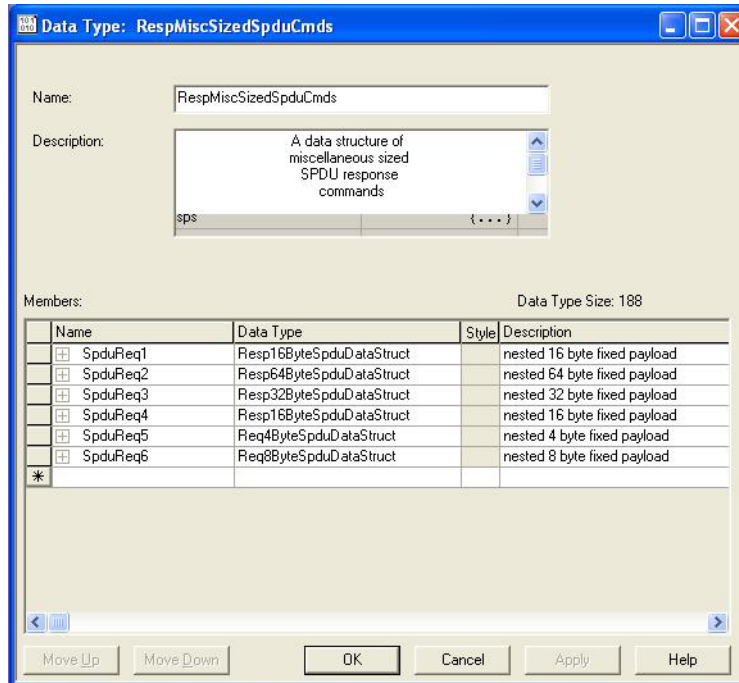 Data Type: RespMiscSizedSpduCmds
Name: RespMiscSizedSpduCmds
Description: A data structure of
miscellaneous sized
SPDU response
commands
sps {...}
Members: Data Type Size: 188
Name Data Type Style Description
SpduReq1 Resp16ByteSpduDataStruct nested 16 byte fixed payload
SpduReq2 Resp64ByteSpduDataStruct nested 64 byte fixed payload
SpduReq3 Resp32ByteSpduDataStruct nested 32 byte fixed payload
SpduReq4 Resp16ByteSpduDataStruct nested 16 byte fixed payload
SpduReq5 Req4ByteSpduDataStruct nested 4 byte fixed payload
SpduReq6 Req8ByteSpduDataStruct nested 8 byte fixed payload
Move Up Move Down OK Cancel Apply Help